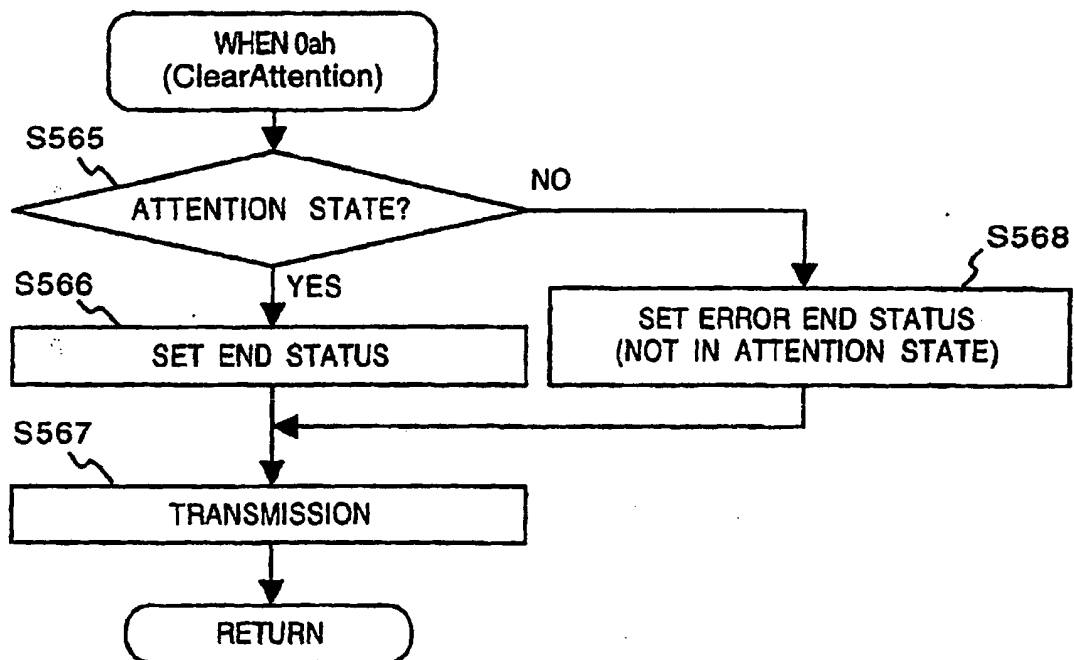 WHEN 0ah
(ClearAttention)
S565
ATTENTION STATE?
NO
YES
S566
SET END STATUS
S568
SET ERROR END STATUS
(NOT IN ATTENTION STATE)
S567
TRANSMISSION
RETURN